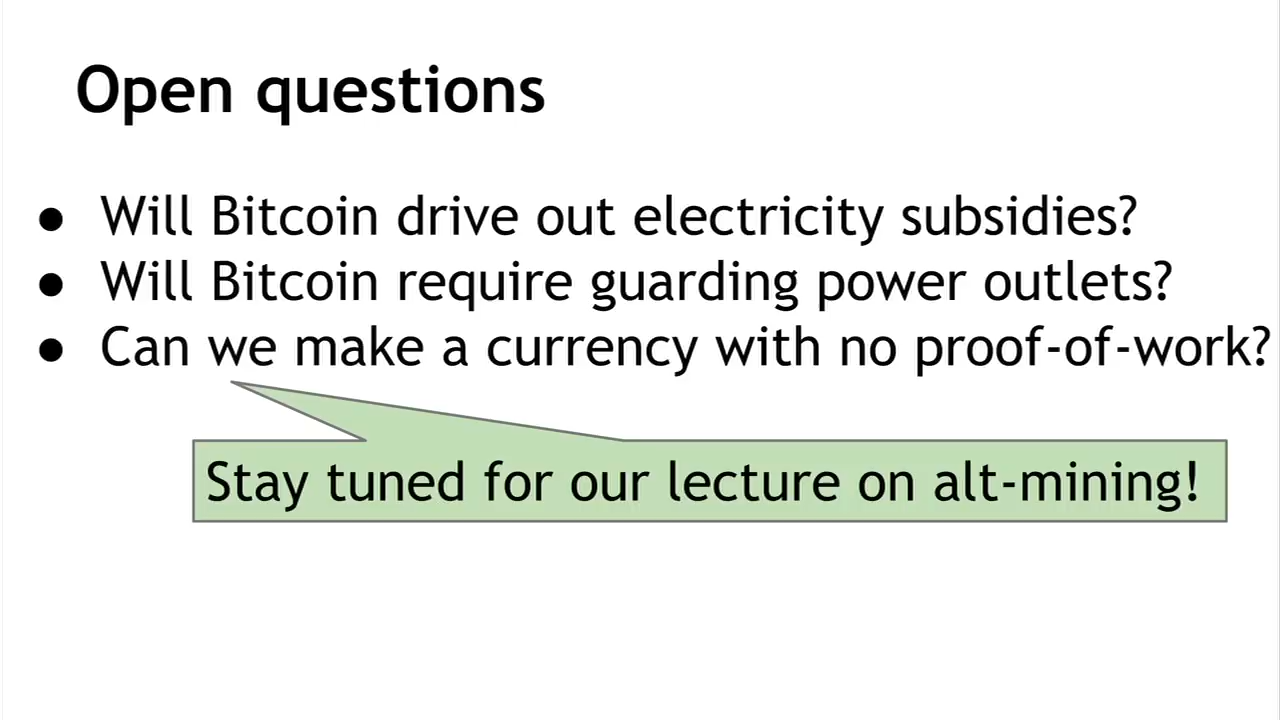 Open questions
● Will Bitcoin drive out electricity subsidies?
● Will Bitcoin require guarding power outlets?
● Can we make a currency with no proof-of-work?
Stay tuned for our lecture on alt-mining!